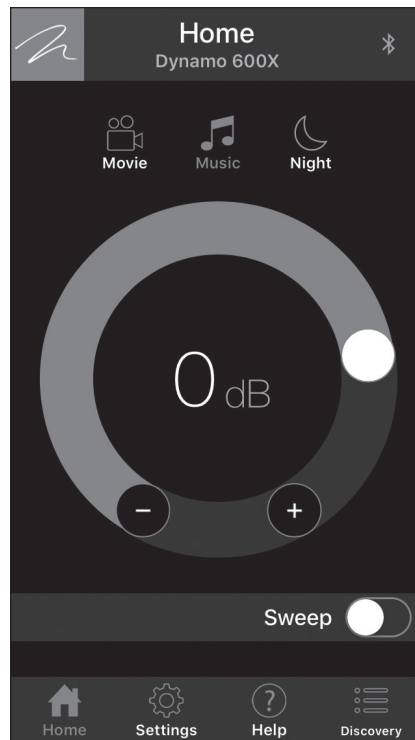 Home
Dynamo 600X
Movie Music Night
0 dB
− +
Sweep
Home Settings Help Discovery